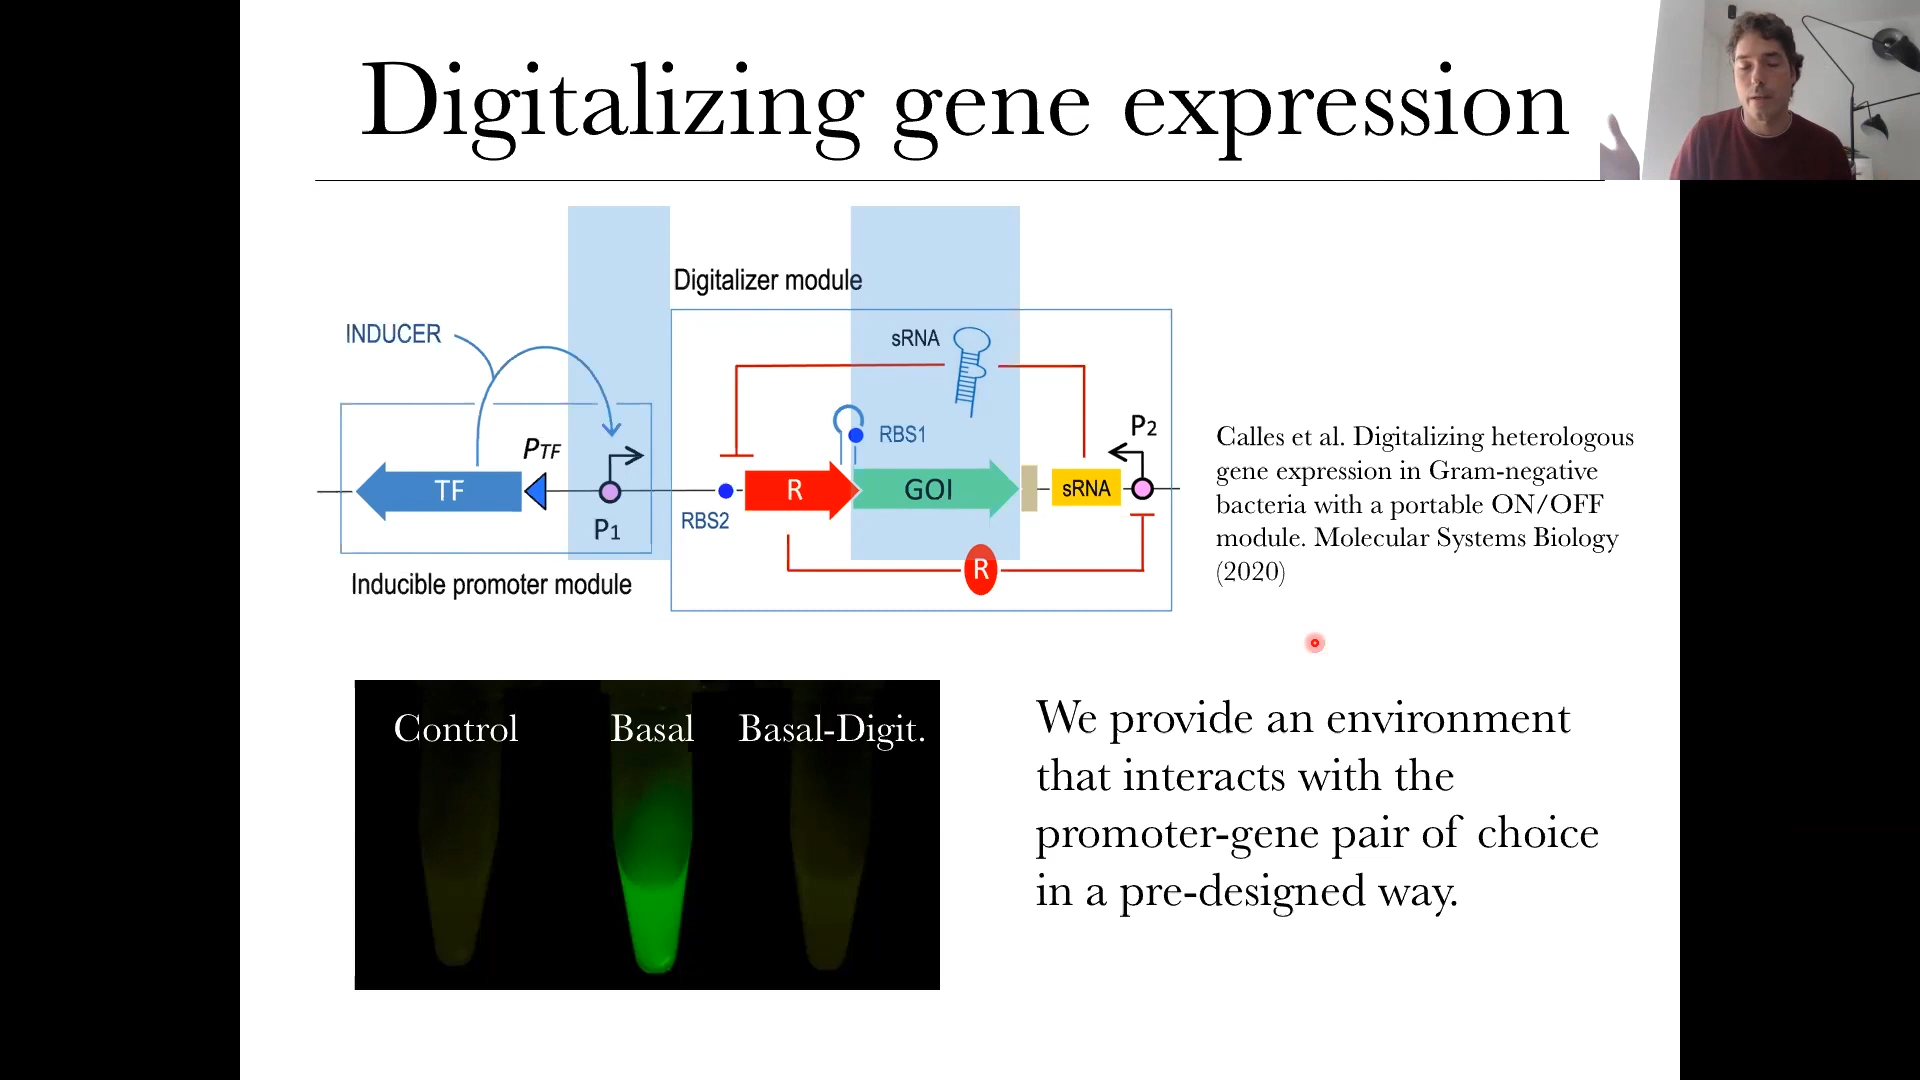 Digitalizing gene expression
Digitalizer module
INDUCER
sRNA
P2
RBS1
PTF
TF
R
GOI
sRNA
RBS2
P1
R
Inducible promoter module
Calles et al. Digitalizing heterologous
gene expression in Gram-negative
bacteria with a portable ON/OFF
module. Molecular Systems Biology
(2020)
Control
Basal
Basal-Digit.
We provide an environment
that interacts with the
promoter-gene pair of choice
in a pre-designed way.